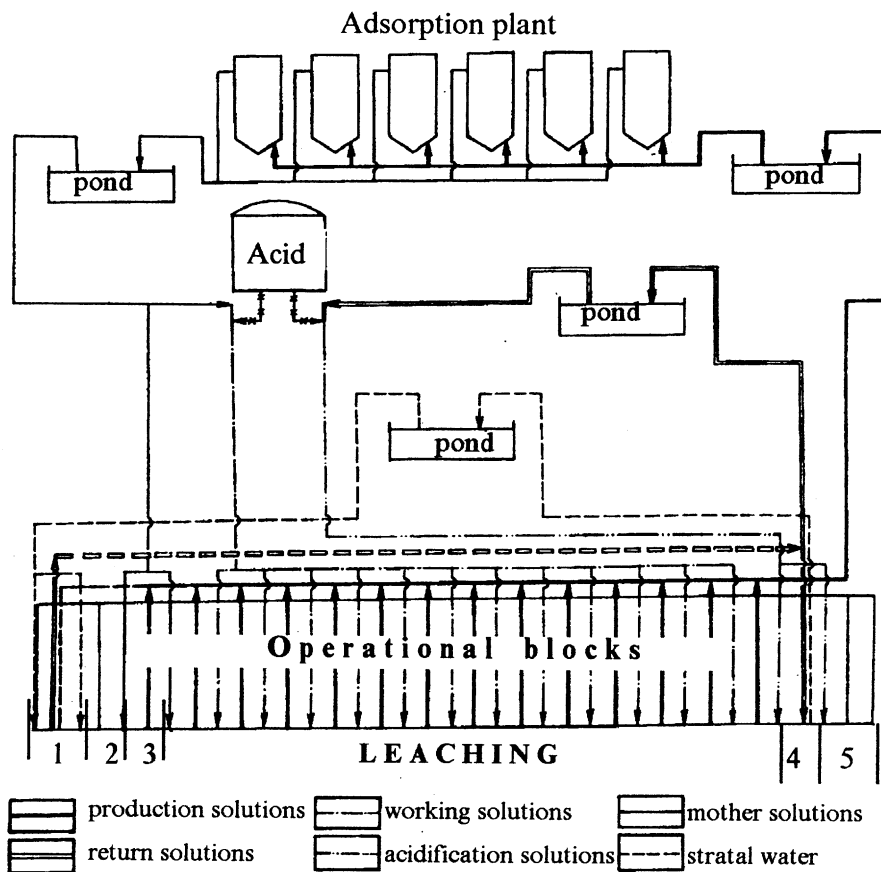 Adsorption plant
pond
pond
Acid
pond
pond
Operational blocks
1 2 3 LEACHING 4 5
production solutions working solutions mother solutions
return solutions acidification solutions stratal water